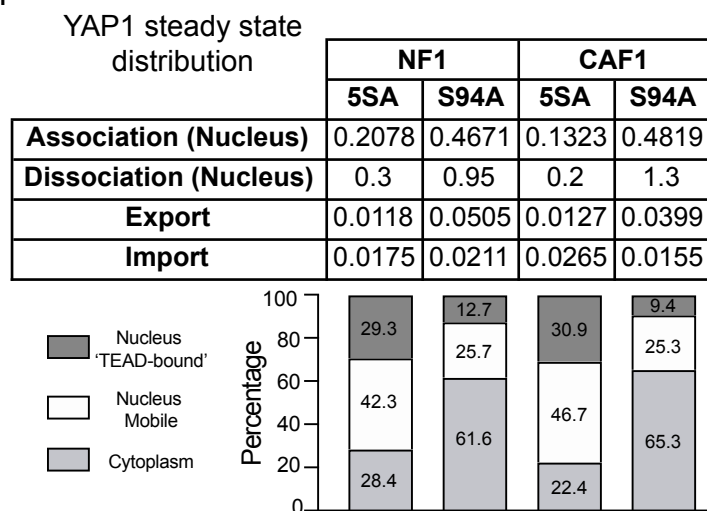 YAP1 steady state
distribution
NF1 CAF1
5SA S94A 5SA S94A
Association (Nucleus) 0.2078 0.4671 0.1323 0.4819
Dissociation (Nucleus) 0.3 0.95 0.2 1.3
Export 0.0118 0.0505 0.0127 0.0399
Import 0.0175 0.0211 0.0265 0.0155
Nucleus
'TEAD-bound'
Nucleus
Mobile
Cytoplasm
Percentage
100
80
60
40
20
0
29.3 12.7 30.9 9.4
42.3 25.7 46.7 25.3
28.4 61.6 22.4 65.3